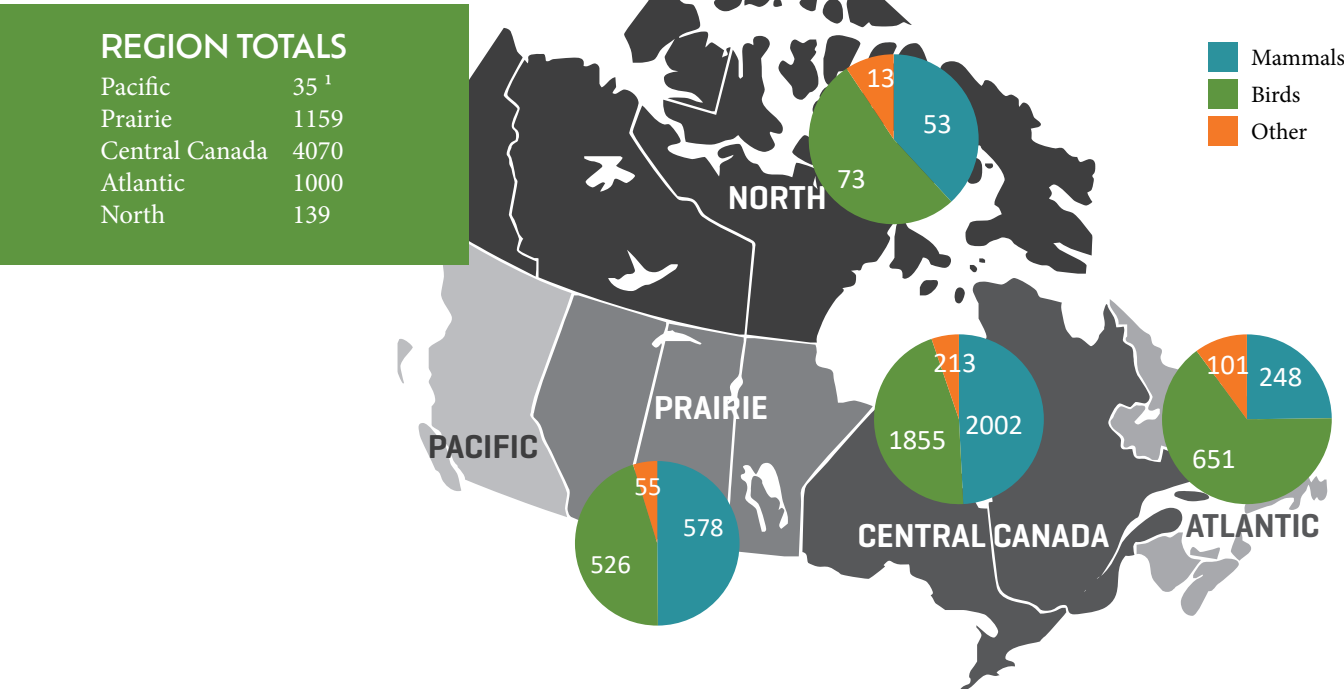 REGION TOTALS
Pacific 35 ¹
Prairie 1159
Central Canada 4070
Atlantic 1000
North 139
Mammals
Birds
Other
13
53
73
NORTH
213
2002
1855
101
248
651
PRAIRIE
PACIFIC
55
578
526
CENTRAL CANADA
ATLANTIC